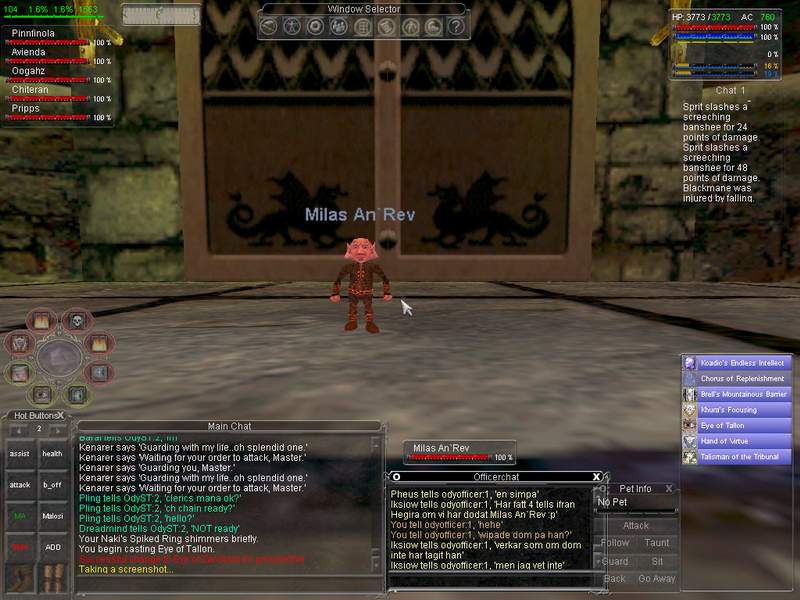 104 1.6% 1.6% 1553
Window Selector
HP: 3773 / 3773 AC 760
Pinnfinola
100 %
Avienda
100 %
Oogahz
100 %
Chiteran
100 %
Pripps
100 %
100 %
100 %
0 %
16 %
19 %
Chat 1
Sprit slashes a
screeching
banshee for 24
points of damage.
Sprit slashes a
screeching
banshee for 48
points of damage.
Blackmane was
injured by falling.
Milas An`Rev
Koadic's Endless Intellect
Chorus of Replenishment
Brell's Mountainous Barrier
Khura's Focusing
Eye of Tallon
Hand of Virtue
Talisman of the Tribunal
Hot Buttons X
2
assist health
attack b_off
MA Malosi
ADD
Main Chat
Kenarer says 'Guarding with my life..oh splendid one.'
Kenarer says 'Waiting for your order to attack, Master.'
Kenarer says 'Guarding you, Master.'
Kenarer says 'Guarding with my life..oh splendid one.'
Kenarer says 'Waiting for your order to attack, Master.'
Pling tells OdyST:2, 'clerics mana ok?'
Pling tells OdyST:2, 'ch chain ready?'
Pling tells OdyST:2, 'hello?'
Dreadmind tells OdyST:2, 'NOT ready'
Your Naki's Spiked Ring shimmers briefly.
You begin casting Eye of Tallon.
Taking a screenshot...
Milas An`Rev
100 %
Officerchat X
Pheus tells odyofficer:1, 'en simpa'
Iksiow tells odyofficer:1, 'Har fatt 4 tells ifran
Hegira om vi har dodat Milas An`Rev :p'
You tell odyofficer:1, 'hehe'
You tell odyofficer:1, 'wipade dom pa han?'
Iksiow tells odyofficer:1, 'verkar som om dom
inte har tagit han'
Iksiow tells odyofficer:1, 'men jag vet inte'
Pet Info X
No Pet
Attack
Follow Taunt
Guard Sit
Back Go Away